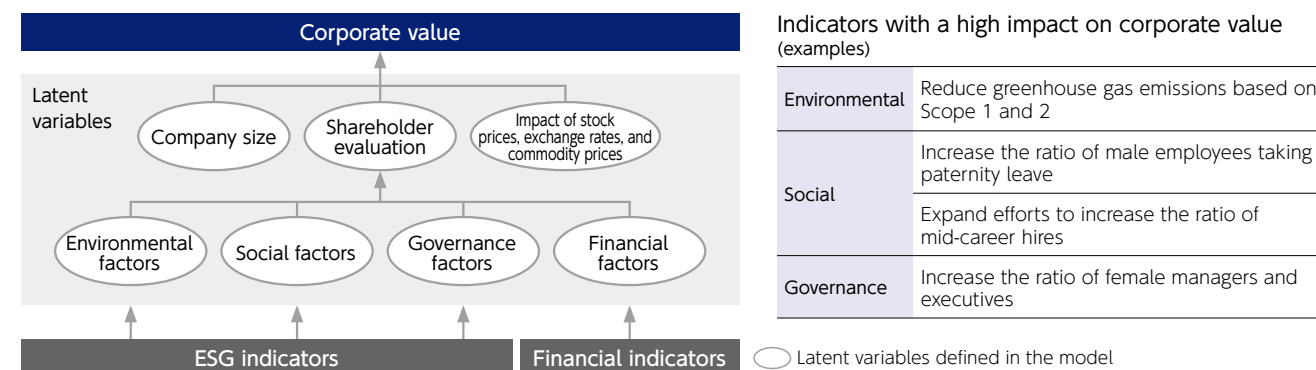 Corporate value
Latent
variables
Company size
Shareholder
evaluation
Impact of stock
prices, exchange rates, and
commodity prices
Environmental
factors
Social factors
Governance
factors
Financial
factors
ESG indicators
Financial indicators
Indicators with a high impact on corporate value
(examples)
Environmental
Reduce greenhouse gas emissions based on
Scope 1 and 2
Social
Increase the ratio of male employees taking
paternity leave
Expand efforts to increase the ratio of
mid-career hires
Governance
Increase the ratio of female managers and
executives
Latent variables defined in the model